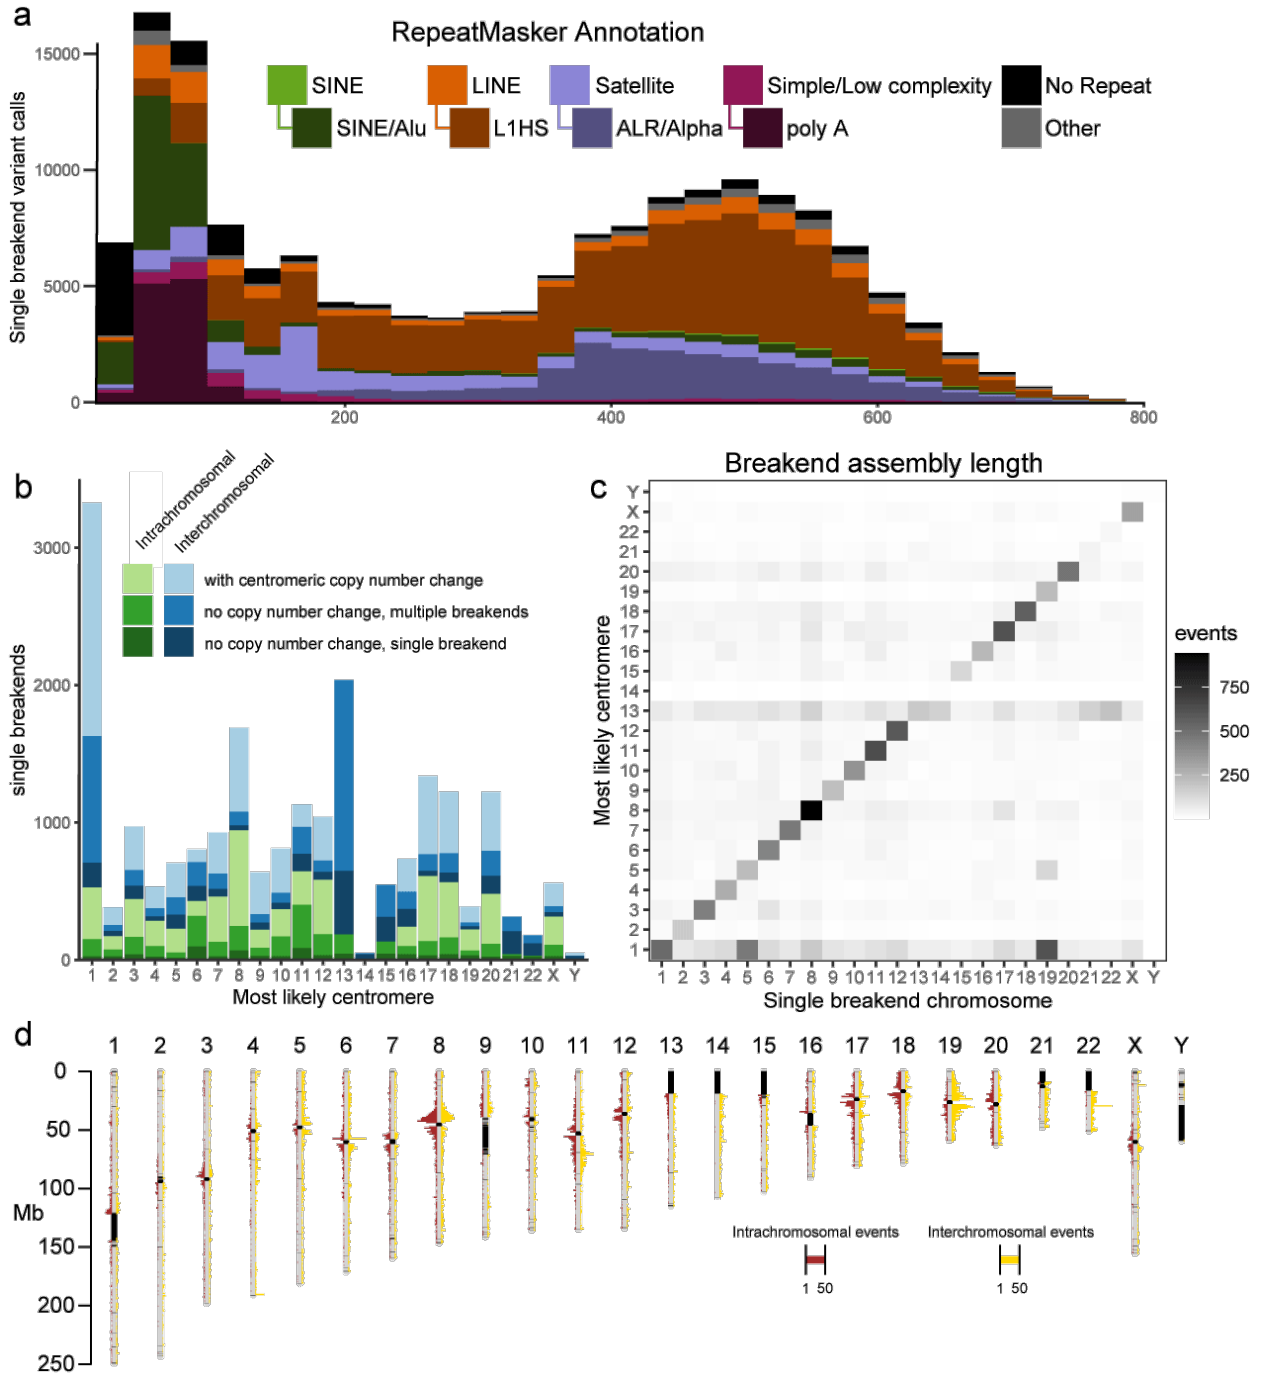 a
RepeatMasker Annotation
SINE LINE Satellite Simple/Low complexity No Repeat
SINE/Alu L1HS ALR/Alpha poly A Other
Single breakend variant calls
15000
10000
5000
0
200 400 600 800
Breakend assembly length
b
Intrachromosomal
Interchromosomal
with centromeric copy number change
no copy number change, multiple breakends
no copy number change, single breakend
single breakends
3000
2000
1000
0
1 2 3 4 5 6 7 8 9 10 11 12 13 14 15 16 17 18 19 20 21 22 X Y
Most likely centromere
c
Most likely centromere
Y
X
22
21
20
19
18
17
16
15
14
13
12
11
10
9
8
7
6
5
4
3
2
1
1 2 3 4 5 6 7 8 9 10 11 12 13 14 15 16 17 18 19 20 21 22 X Y
Single breakend chromosome
events
750
500
250
d
1 2 3 4 5 6 7 8 9 10 11 12 13 14 15 16 17 18 19 20 21 22 X Y
0
50
100
Mb
150
200
250
Intrachromosomal events Interchromosomal events
1 50 1 50